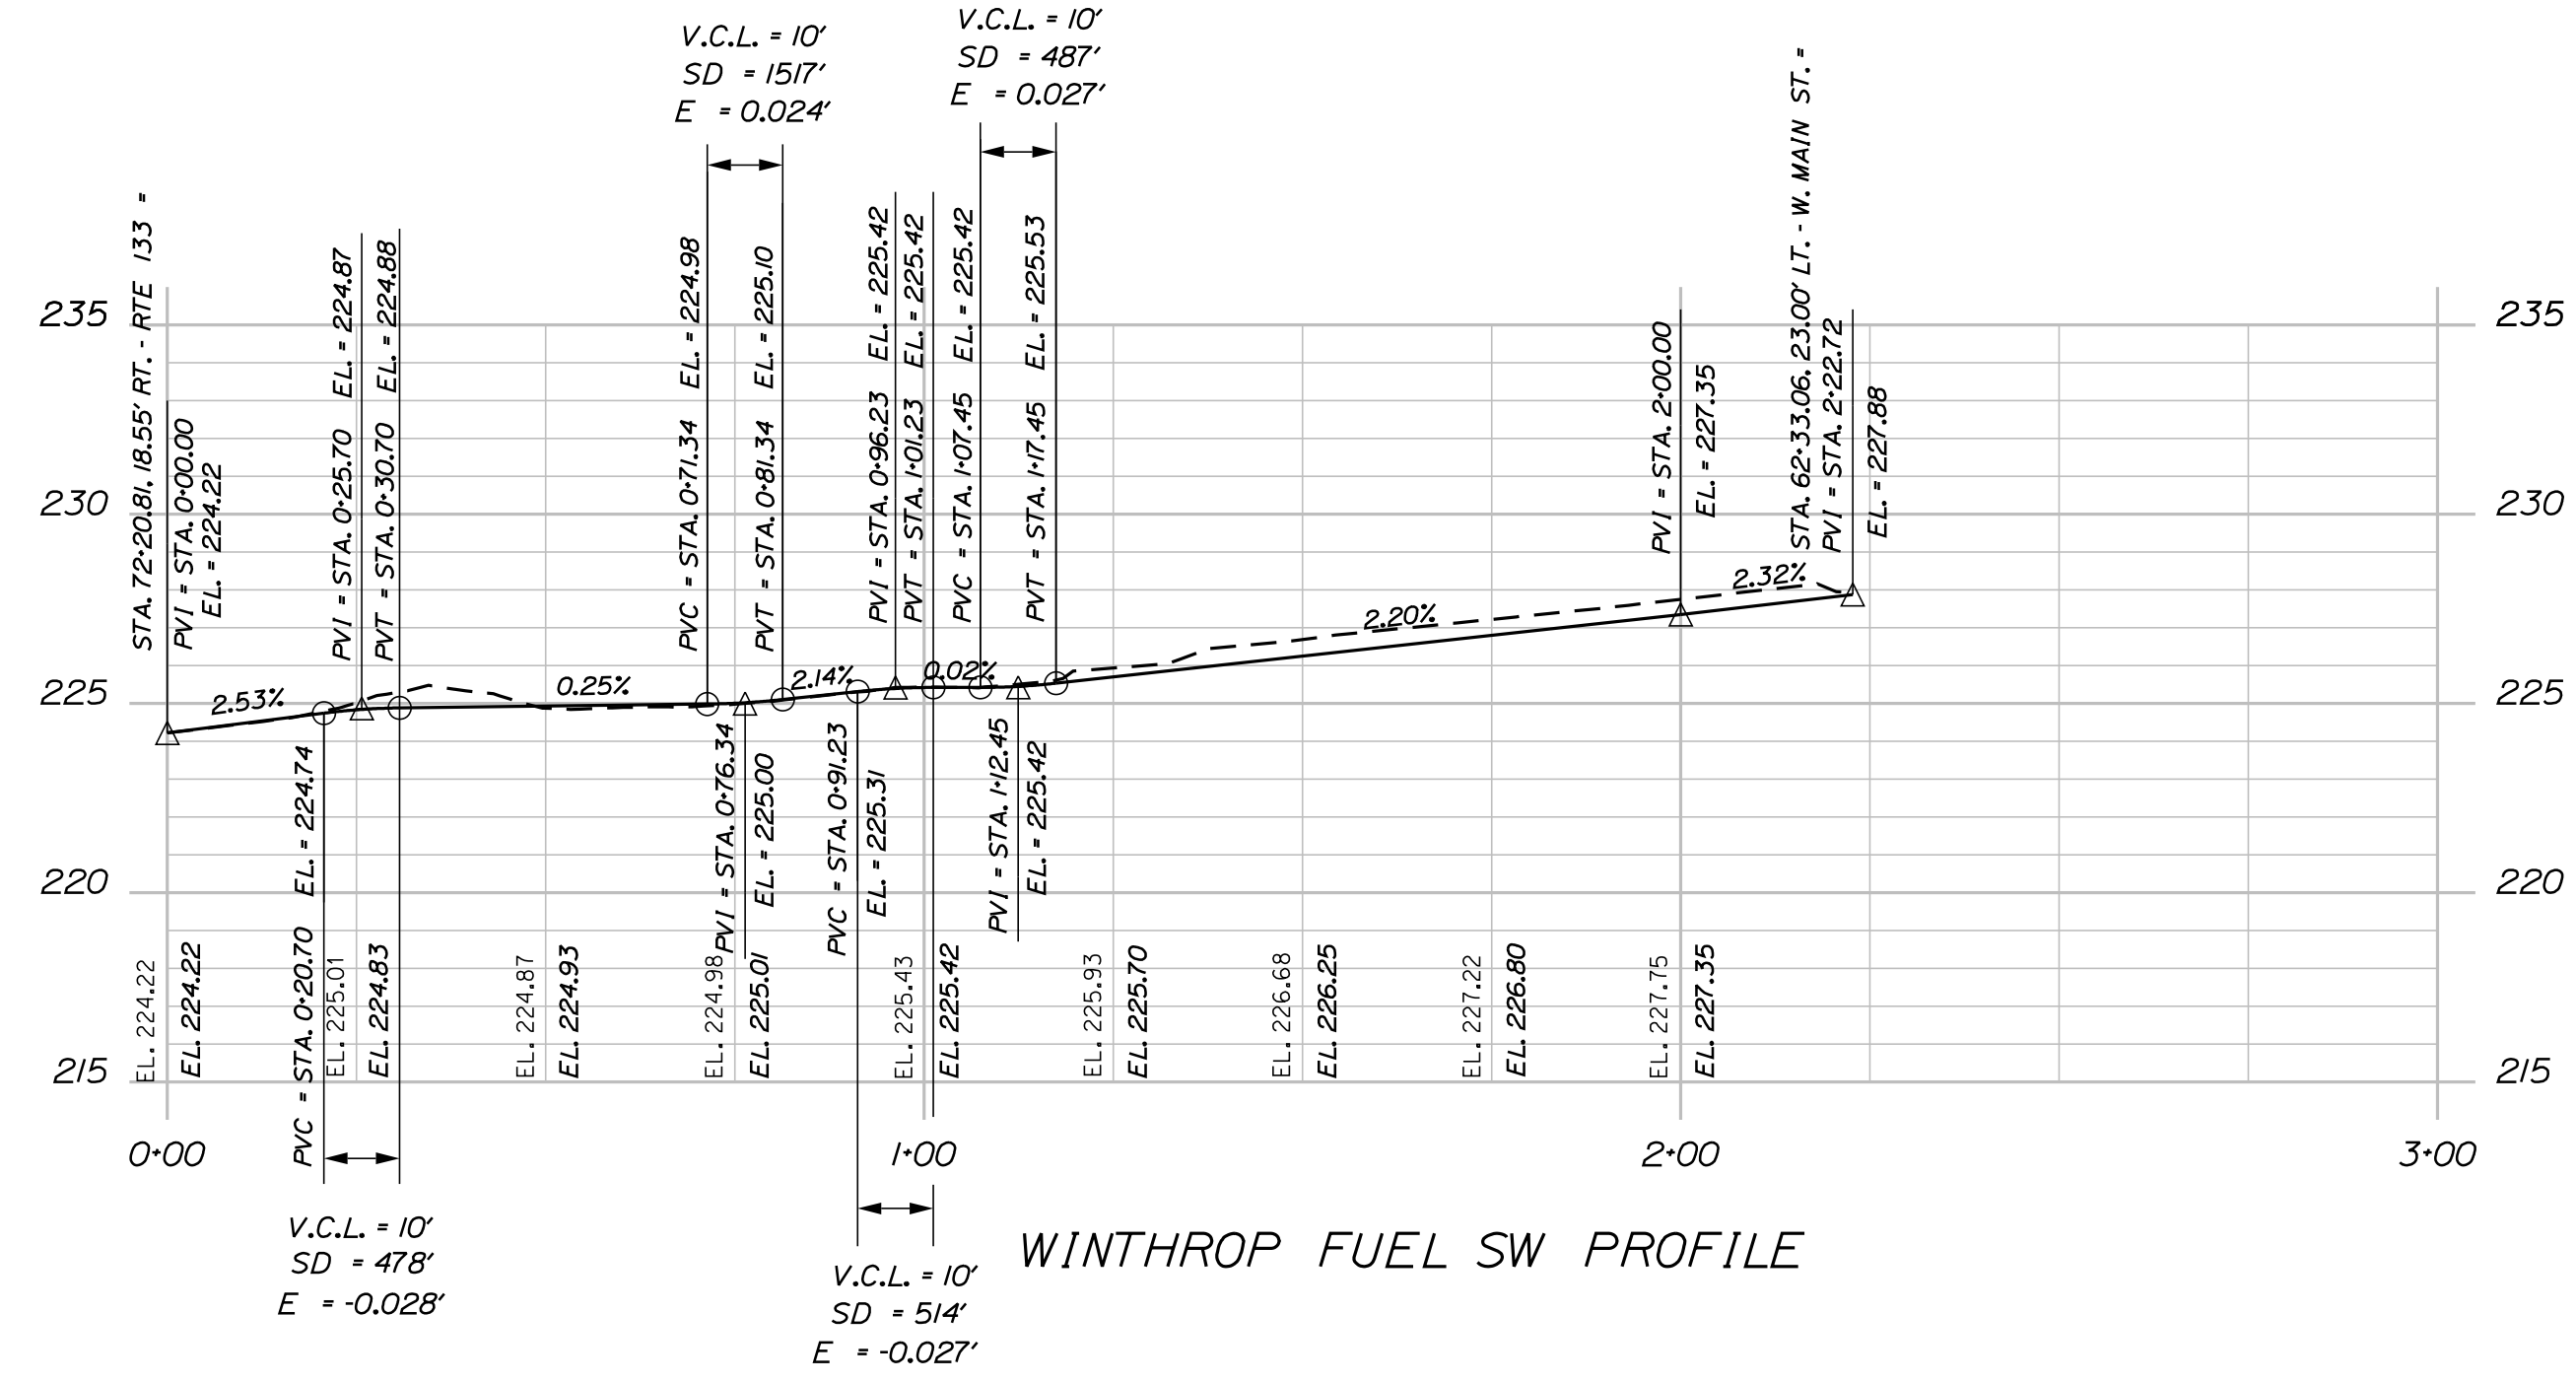 V.C.L. = 10'
SD = 1517'
E = 0.024'
V.C.L. = 10'
SD = 487'
E = 0.027'
STA. 72+20.81, 18.55' RT. - RTE 133 =
PVI = STA. 0+00.00
EL. = 224.22
PVI = STA. 0+25.70 EL. = 224.87
PVT = STA. 0+30.70 EL. = 224.88
PVC = STA. 0+71.34 EL. = 224.98
PVT = STA. 0+81.34 EL. = 225.10
PVI = STA. 0+96.23 EL. = 225.42
PVT = STA. 1+01.23 EL. = 225.42
PVC = STA. 1+07.45 EL. = 225.42
PVT = STA. 1+17.45 EL. = 225.53
PVI = STA. 2+00.00
EL. = 227.35
STA. 62+33.06, 23.00' LT. - W. MAIN ST. =
PVI = STA. 2+22.72
EL. = 227.88
235
235
230
230
225
225
220
220
215
215
2.53%
0.25%
2.14%
0.02%
2.20%
2.32%
PVC = STA. 0+20.70 EL. = 224.74
PVI = STA. 0+76.34
EL. = 225.00
PVC = STA. 0+91.23
EL. = 225.31
PVI = STA. 1+12.45
EL. = 225.42
EL. 224.22
EL. 224.22
EL. 225.01
EL. 224.83
EL. 224.87
EL. 224.93
EL. 224.98
EL. 225.01
EL. 225.43
EL. 225.42
EL. 225.93
EL. 225.70
EL. 226.68
EL. 226.25
EL. 227.22
EL. 226.80
EL. 227.75
EL. 227.35
0+00
1+00
2+00
3+00
V.C.L. = 10'
SD = 478'
E = -0.028'
V.C.L. = 10'
SD = 514'
E = -0.027'
WINTHROP FUEL SW PROFILE